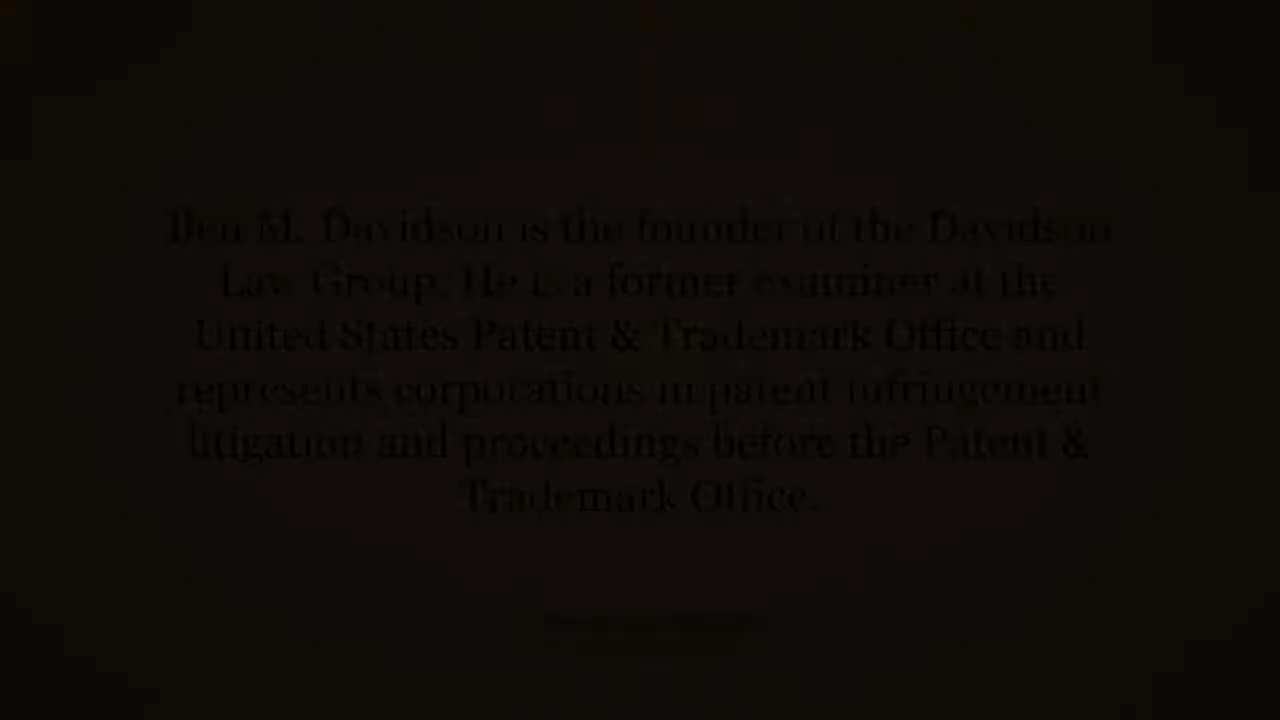 Ben M. Davidson is the founder of the Davidson
Law Group. He is a former examiner at the
United States Patent & Trademark Office and
represents corporations in patent infringement
litigation and proceedings before the Patent &
Trademark Office.